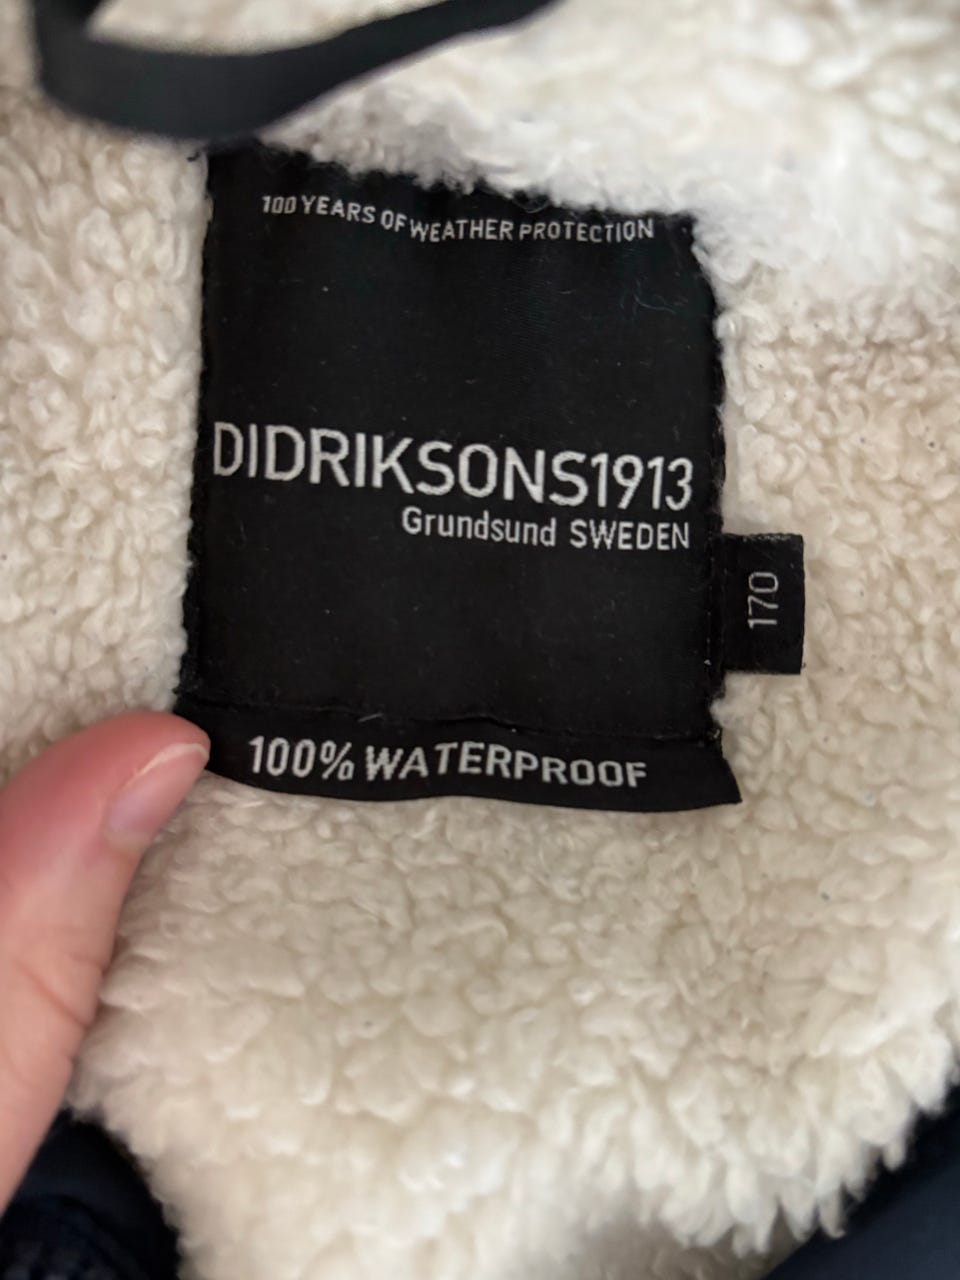 100 YEARS OF WEATHER PROTECTION
DIDRIKSONS1913
Grundsund SWEDEN
170
100% WATERPROOF